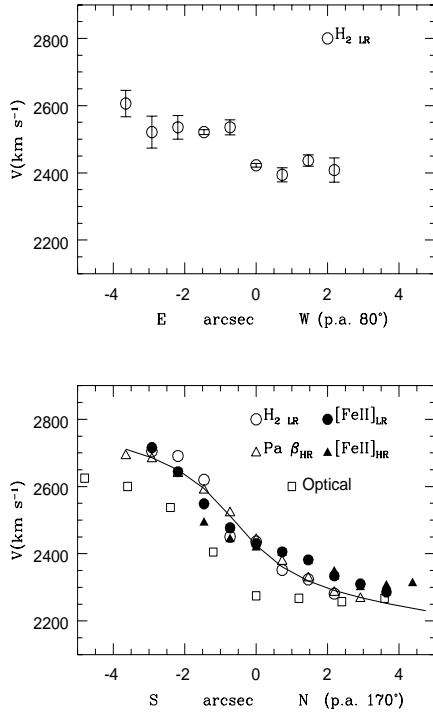 2800
2600
2400
2200
V(km s⁻¹)
H₂ LR
-4 -2 0 2 4
E arcsec W (p.a. 80°)
2800
2600
2400
2200
V(km s⁻¹)
H₂ LR [FeII]LR
Pa βHR [FeII]HR
Optical
-4 -2 0 2 4
S arcsec N (p.a. 170°)